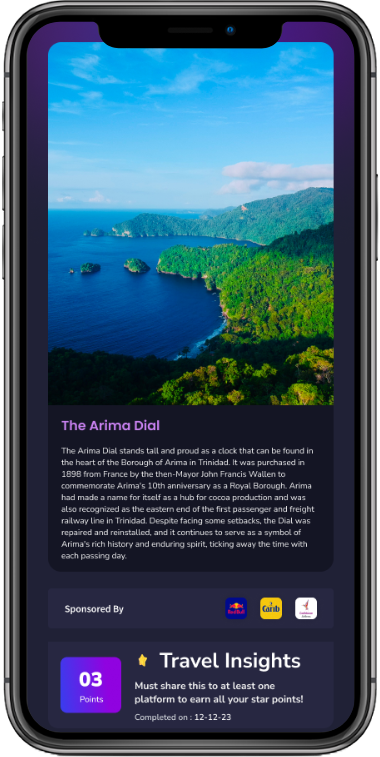 The Arima Dial
The Arima Dial stands tall and proud as a clock that can be found in
the heart of the Borough of Arima in Trinidad. It was purchased in
1898 from France by the then-Mayor John Francis Wallen to
commemorate Arima's 10th anniversary as a Royal Borough. Arima
had made a name for itself as a hub for cocoa production and was
also recognized as the eastern end of the first passenger and freight
railway line in Trinidad. Despite facing some setbacks, the Dial was
repaired and reinstalled, and it continues to serve as a symbol of
Arima's rich history and enduring spirit, ticking away the time with
each passing day.
Sponsored By
Red Bull
Carib
03
Points
Travel Insights
Must share this to at least one
platform to earn all your star points!
Completed on : 12-12-23